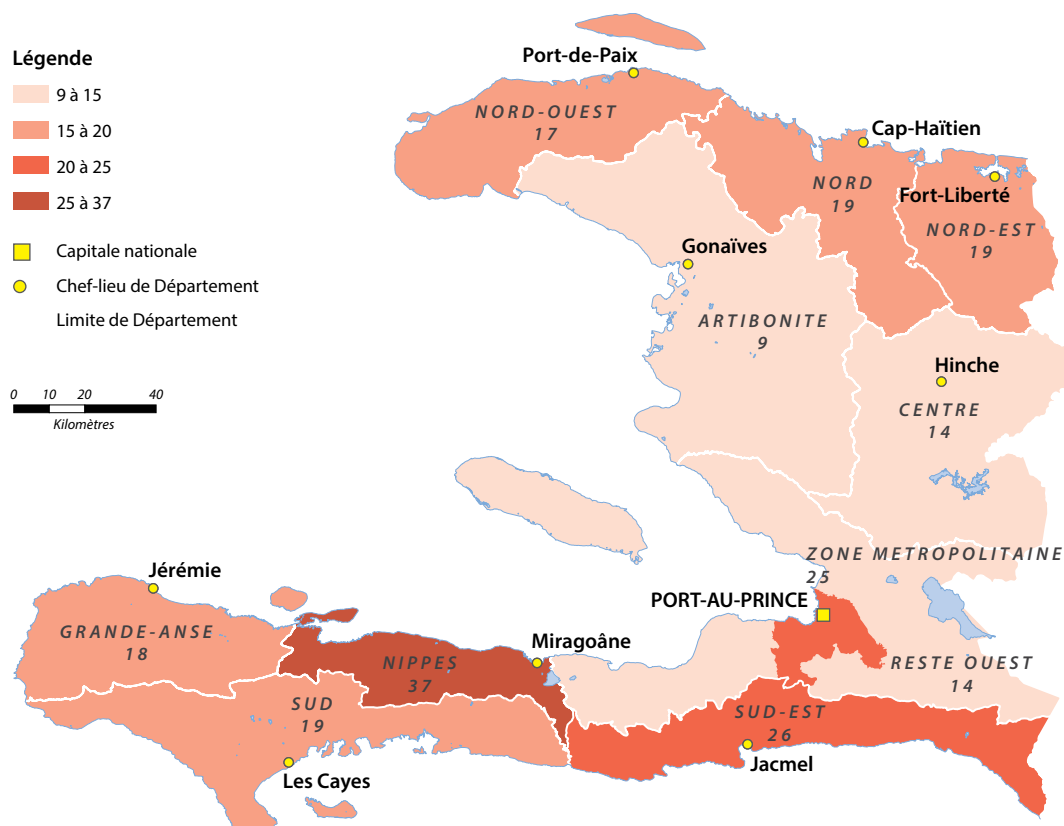 Légende
9 à 15
15 à 20
20 à 25
25 à 37
Capitale nationale
Chef-lieu de Département
Limite de Département
0 10 20 40
Kilomètres
Port-de-Paix
NORD-OUEST
17
Cap-Haïtien
NORD
19
Fort-Liberté
NORD-EST
19
Gonaïves
ARTIBONITE
9
Hinche
CENTRE
14
ZONE METROPOLITAINE
25
PORT-AU-PRINCE
RESTE OUEST
14
Jérémie
GRANDE-ANSE
18
Miragoâne
NIPPES
37
SUD
19
Les Cayes
SUD-EST
26
Jacmel